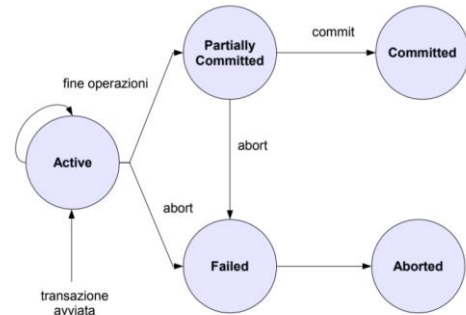 Partially
Committed
commit
Committed
fine operazioni
Active
abort
abort
Failed
Aborted
transazione
avviata